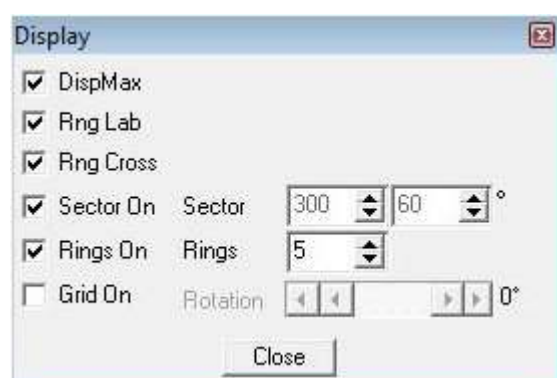 Display
DispMax
Rng Lab
Rng Cross
Sector On Sector 300 60 °
Rings On Rings 5
Grid On Rotation 0°
Close